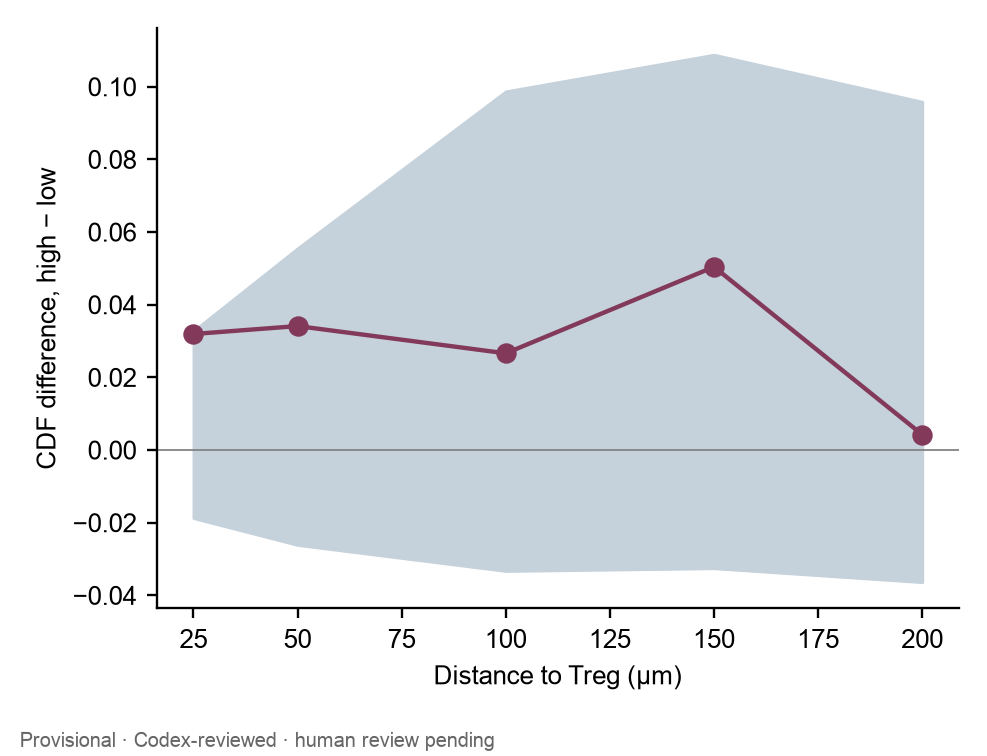 0.10
0.08
0.06
0.04
0.02
0.00
−0.02
−0.04
CDF difference, high − low
25 50 75 100 125 150 175 200
Distance to Treg (μm)
Provisional · Codex-reviewed · human review pending